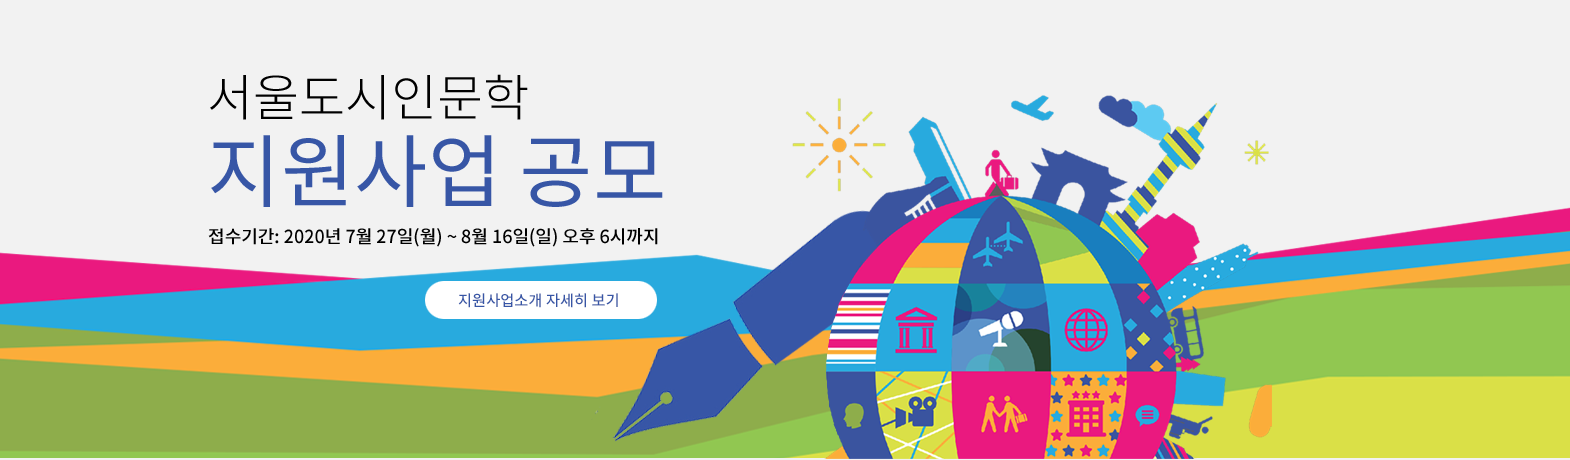 서울도시인문학
지원사업 공모
접수기간: 2020년 7월 27일(월) ~ 8월 16일(일) 오후 6시까지
지원사업소개 자세히 보기